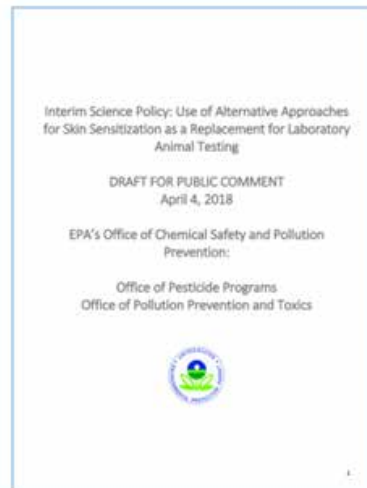 Interim Science Policy: Use of Alternative Approaches
for Skin Sensitization as a Replacement for Laboratory
Animal Testing
DRAFT FOR PUBLIC COMMENT
April 4, 2018
EPA's Office of Chemical Safety and Pollution
Prevention:
Office of Pesticide Programs
Office of Pollution Prevention and Toxics